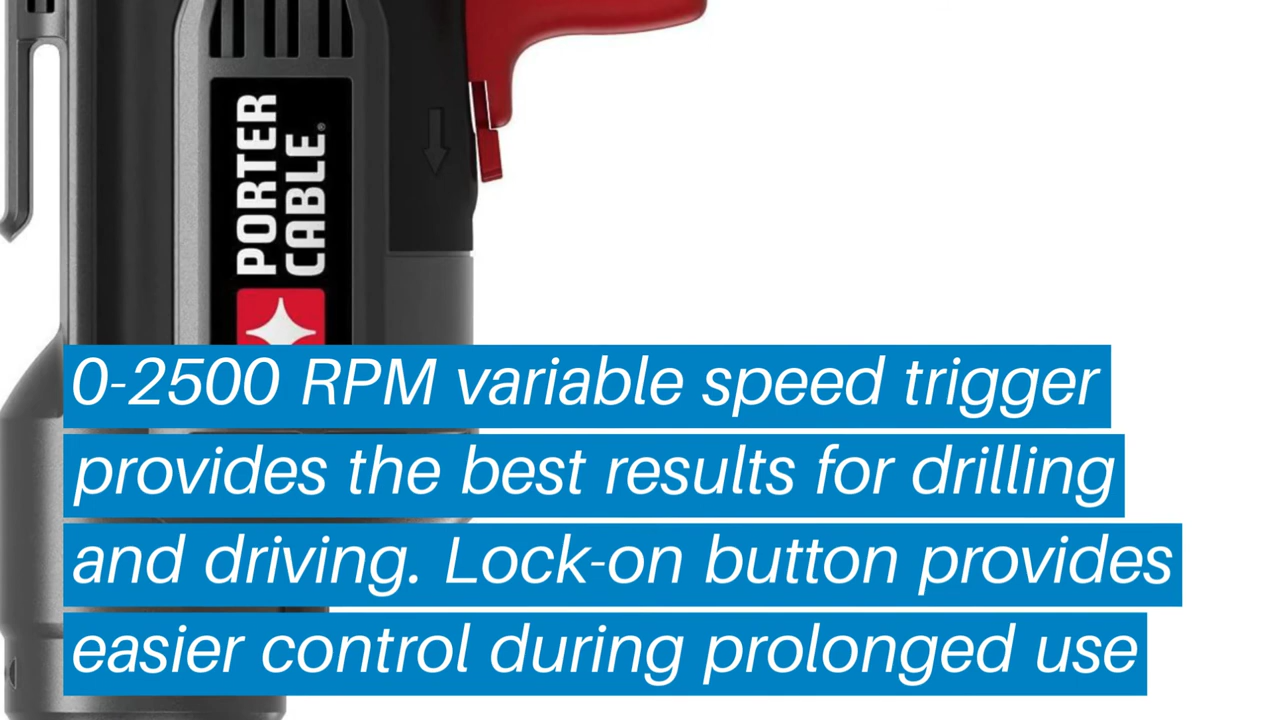 PORTER
CABLE®
0-2500 RPM variable speed trigger
provides the best results for drilling
and driving. Lock-on button provides
easier control during prolonged use